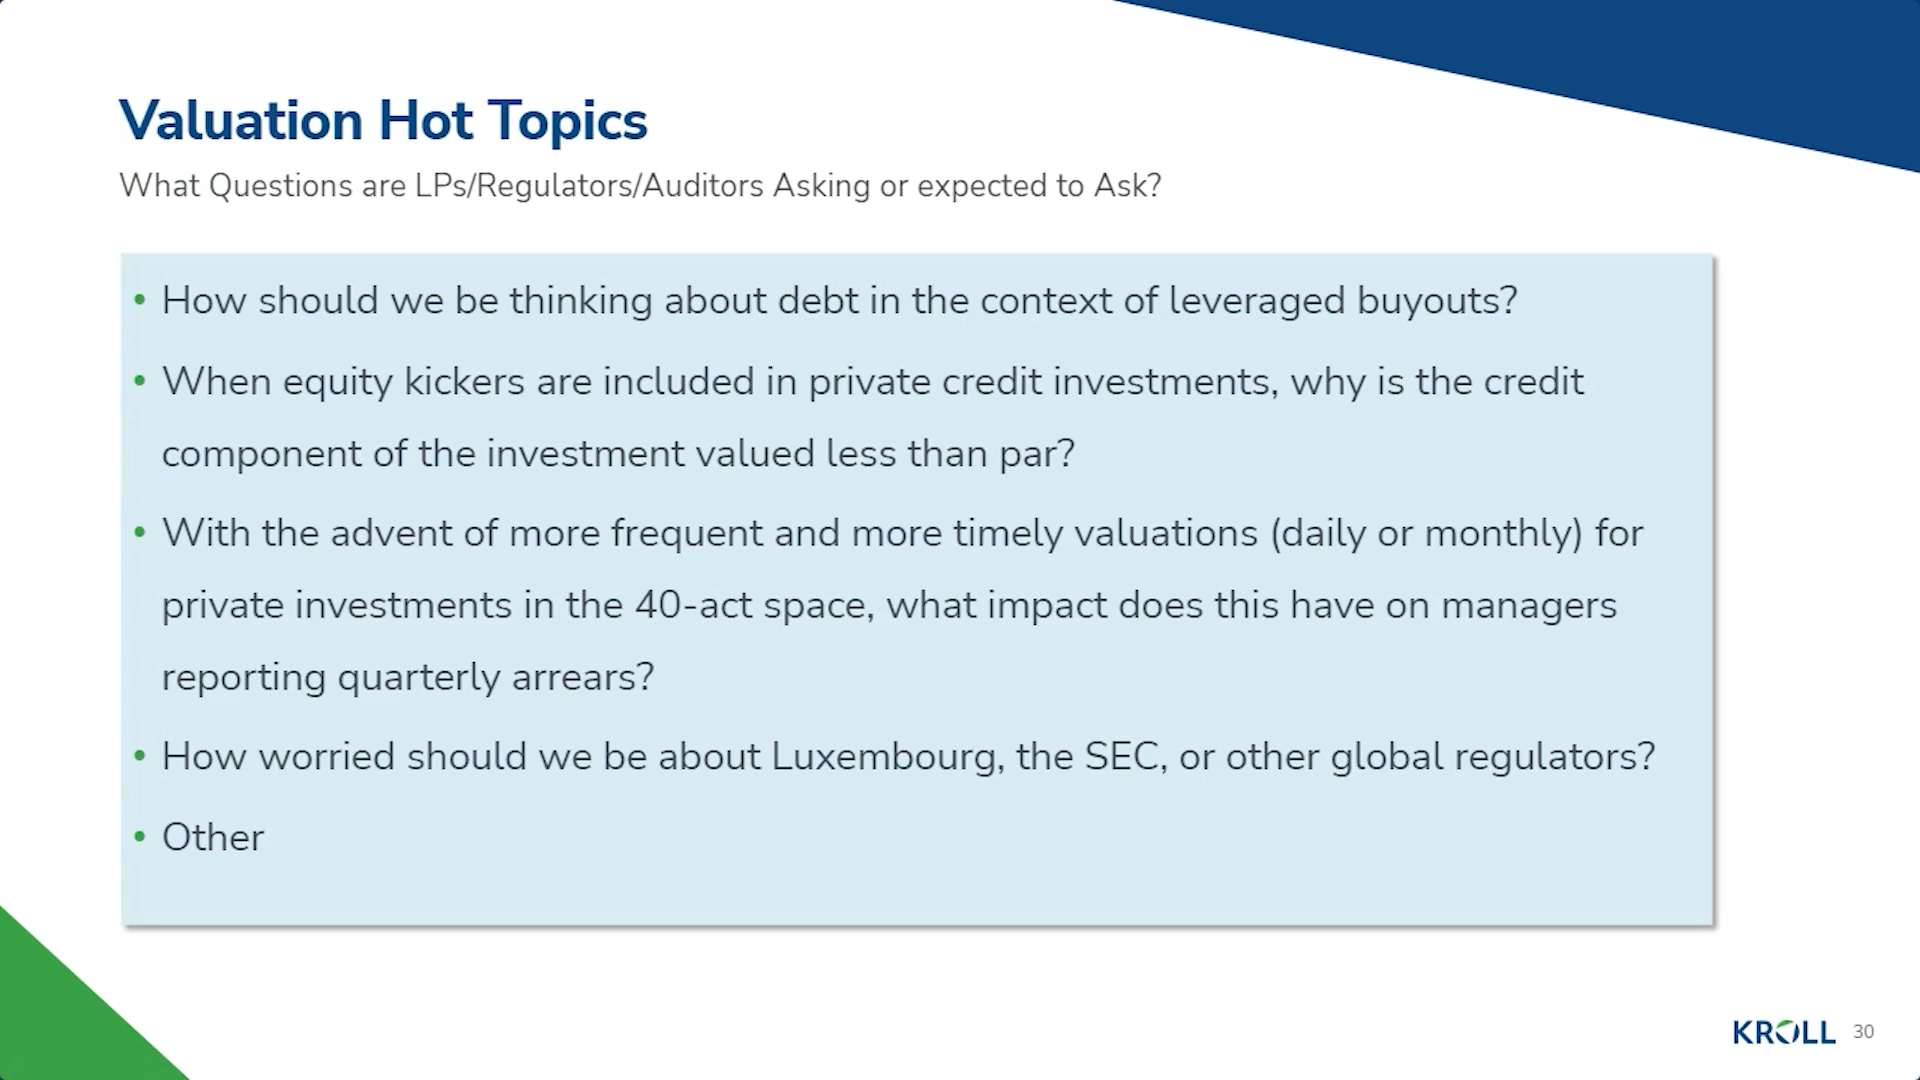 Valuation Hot Topics
What Questions are LPs/Regulators/Auditors Asking or expected to Ask?
• How should we be thinking about debt in the context of leveraged buyouts?
• When equity kickers are included in private credit investments, why is the credit
component of the investment valued less than par?
• With the advent of more frequent and more timely valuations (daily or monthly) for
private investments in the 40-act space, what impact does this have on managers
reporting quarterly arrears?
• How worried should we be about Luxembourg, the SEC, or other global regulators?
• Other
KROLL 30